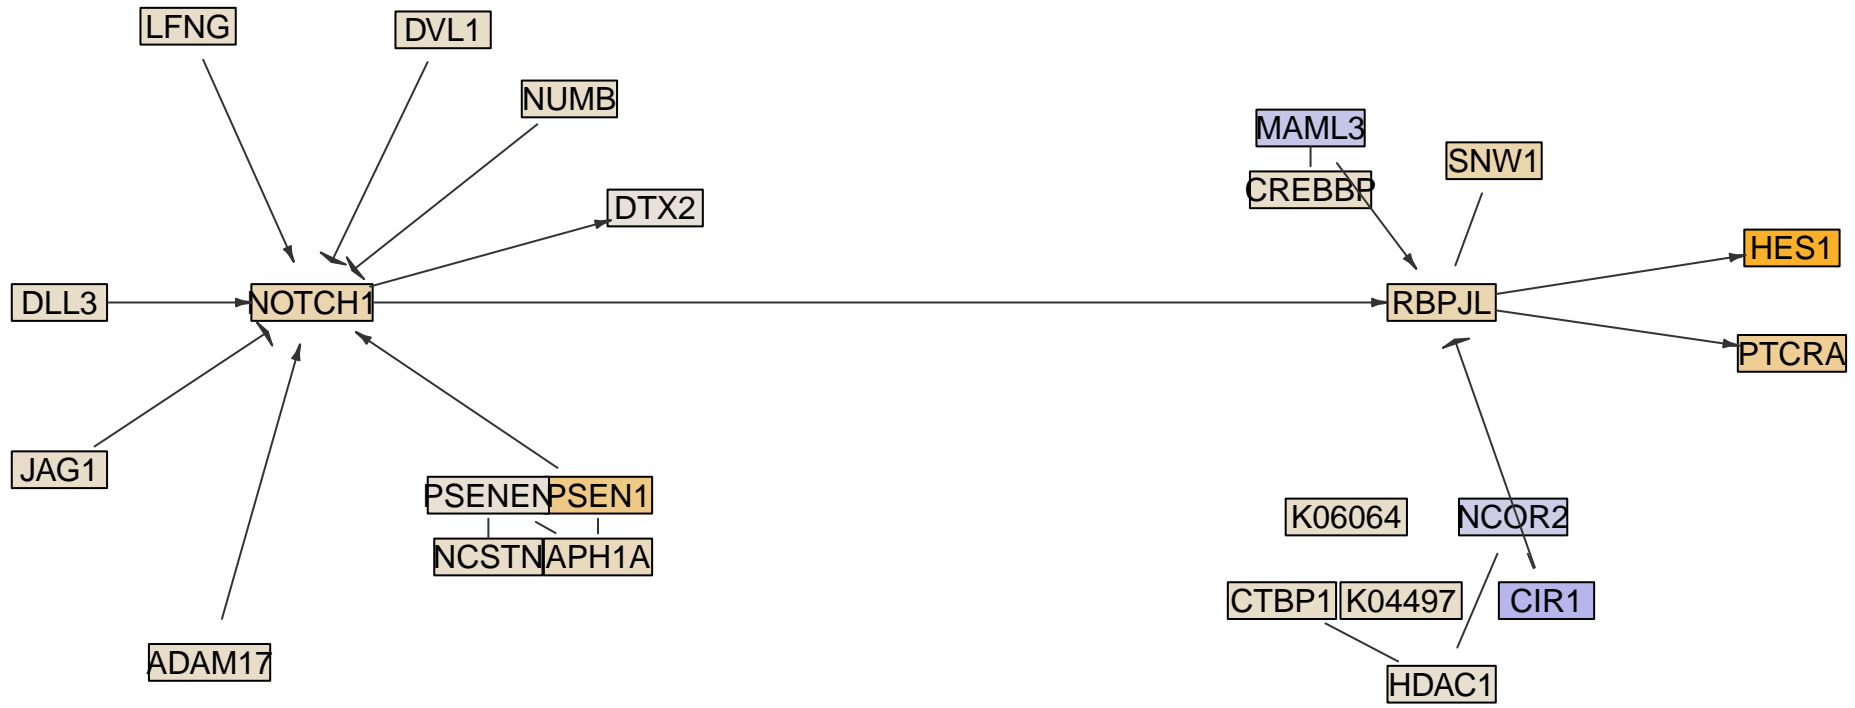 LFNG
DVL1
NUMB
MAML3
SNW1
CREBBP
DTX2
HES1
DLL3
NOTCH1
RBPJL
PTCRA
JAG1
PSENEN
PSEN1
K06064
NCOR2
NCSTN
APH1A
CTBP1
K04497
CIR1
ADAM17
HDAC1